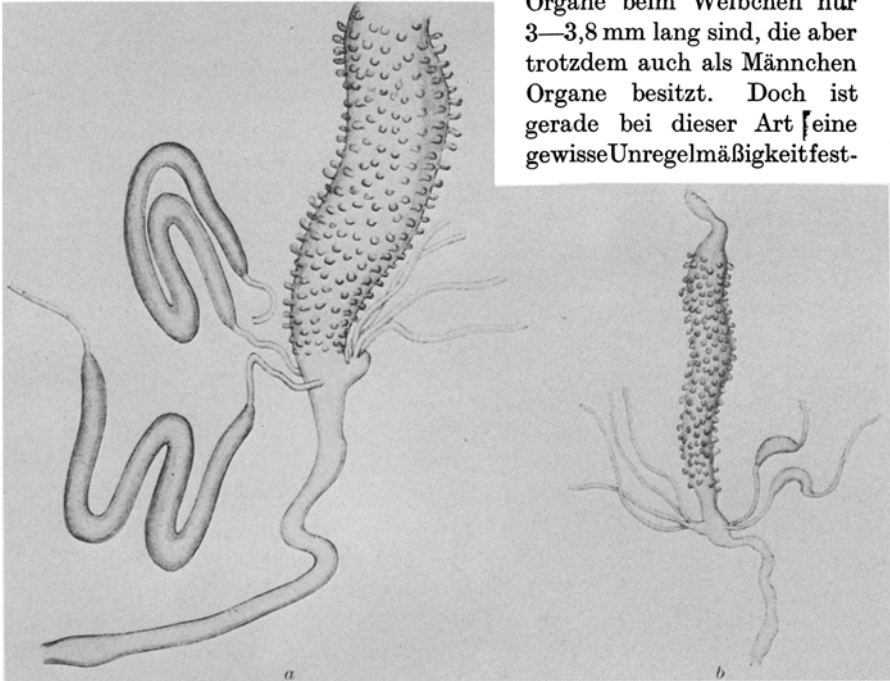 Organe beim Weibchen nur
3—3,8 mm lang sind, die aber
trotzdem auch als Männchen
Organe besitzt. Doch ist
gerade bei dieser Art eine
gewisseUnregelmäßigkeitfest-
a
b